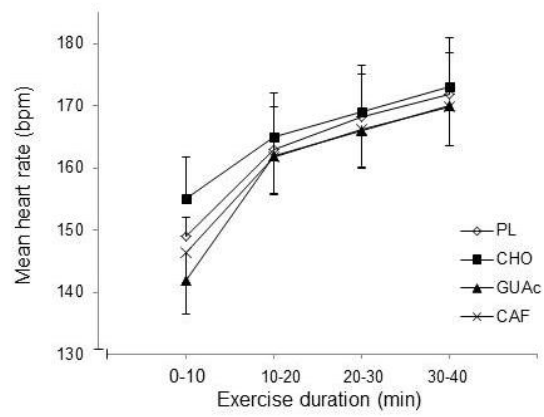 180
170
160
150
140
130
Mean heart rate (bpm)
PL
CHO
GUAc
CAF
0-10
10-20
20-30
30-40
Exercise duration (min)